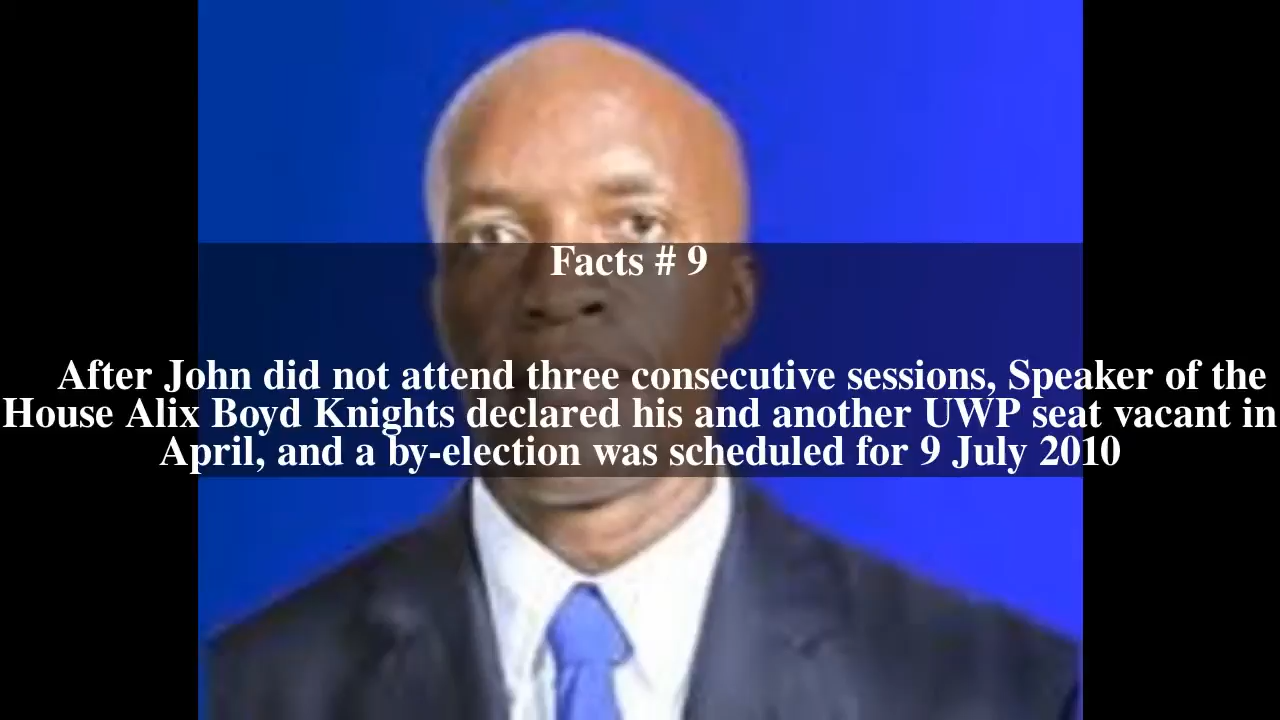 Facts # 9
After John did not attend three consecutive sessions, Speaker of the
House Alix Boyd Knights declared his and another UWP seat vacant in
April, and a by-election was scheduled for 9 July 2010